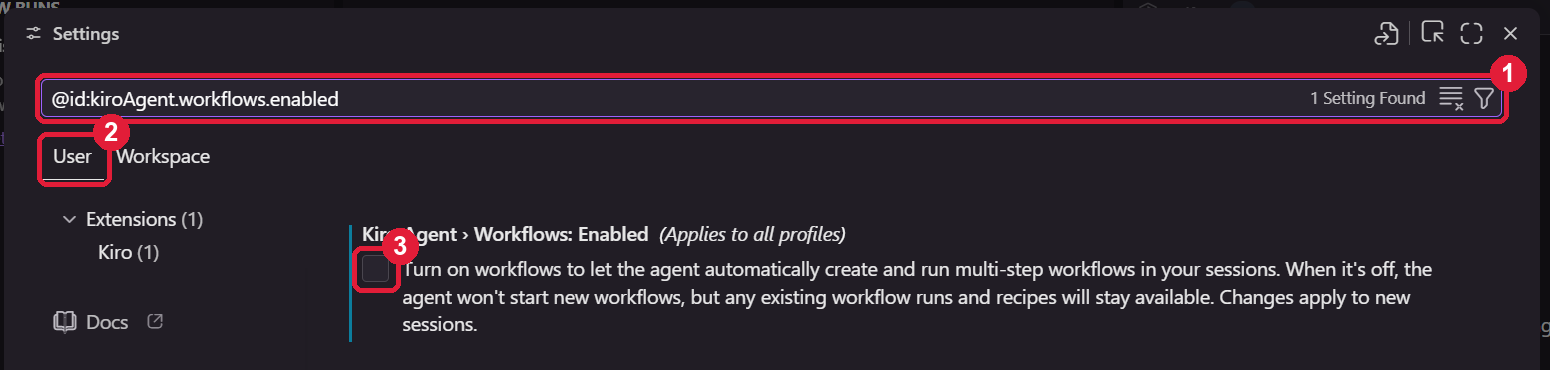 W RUNS
Settings
@id:kiroAgent.workflows.enabled
1 Setting Found
1
2
User
Workspace
Extensions (1)
Kiro (1)
Docs
Kiro Agent › Workflows: Enabled (Applies to all profiles)
3
Turn on workflows to let the agent automatically create and run multi-step workflows in your sessions. When it's off, the
agent won't start new workflows, but any existing workflow runs and recipes will stay available. Changes apply to new
sessions.